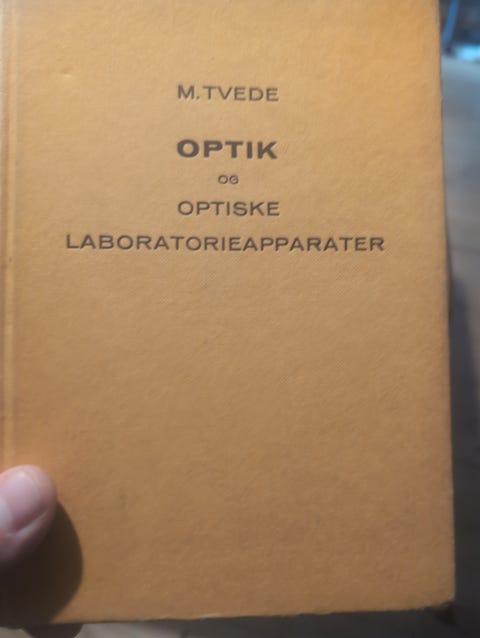 M. TVEDE
OPTIK
OG
OPTISKE
LABORATORIEAPPARATER